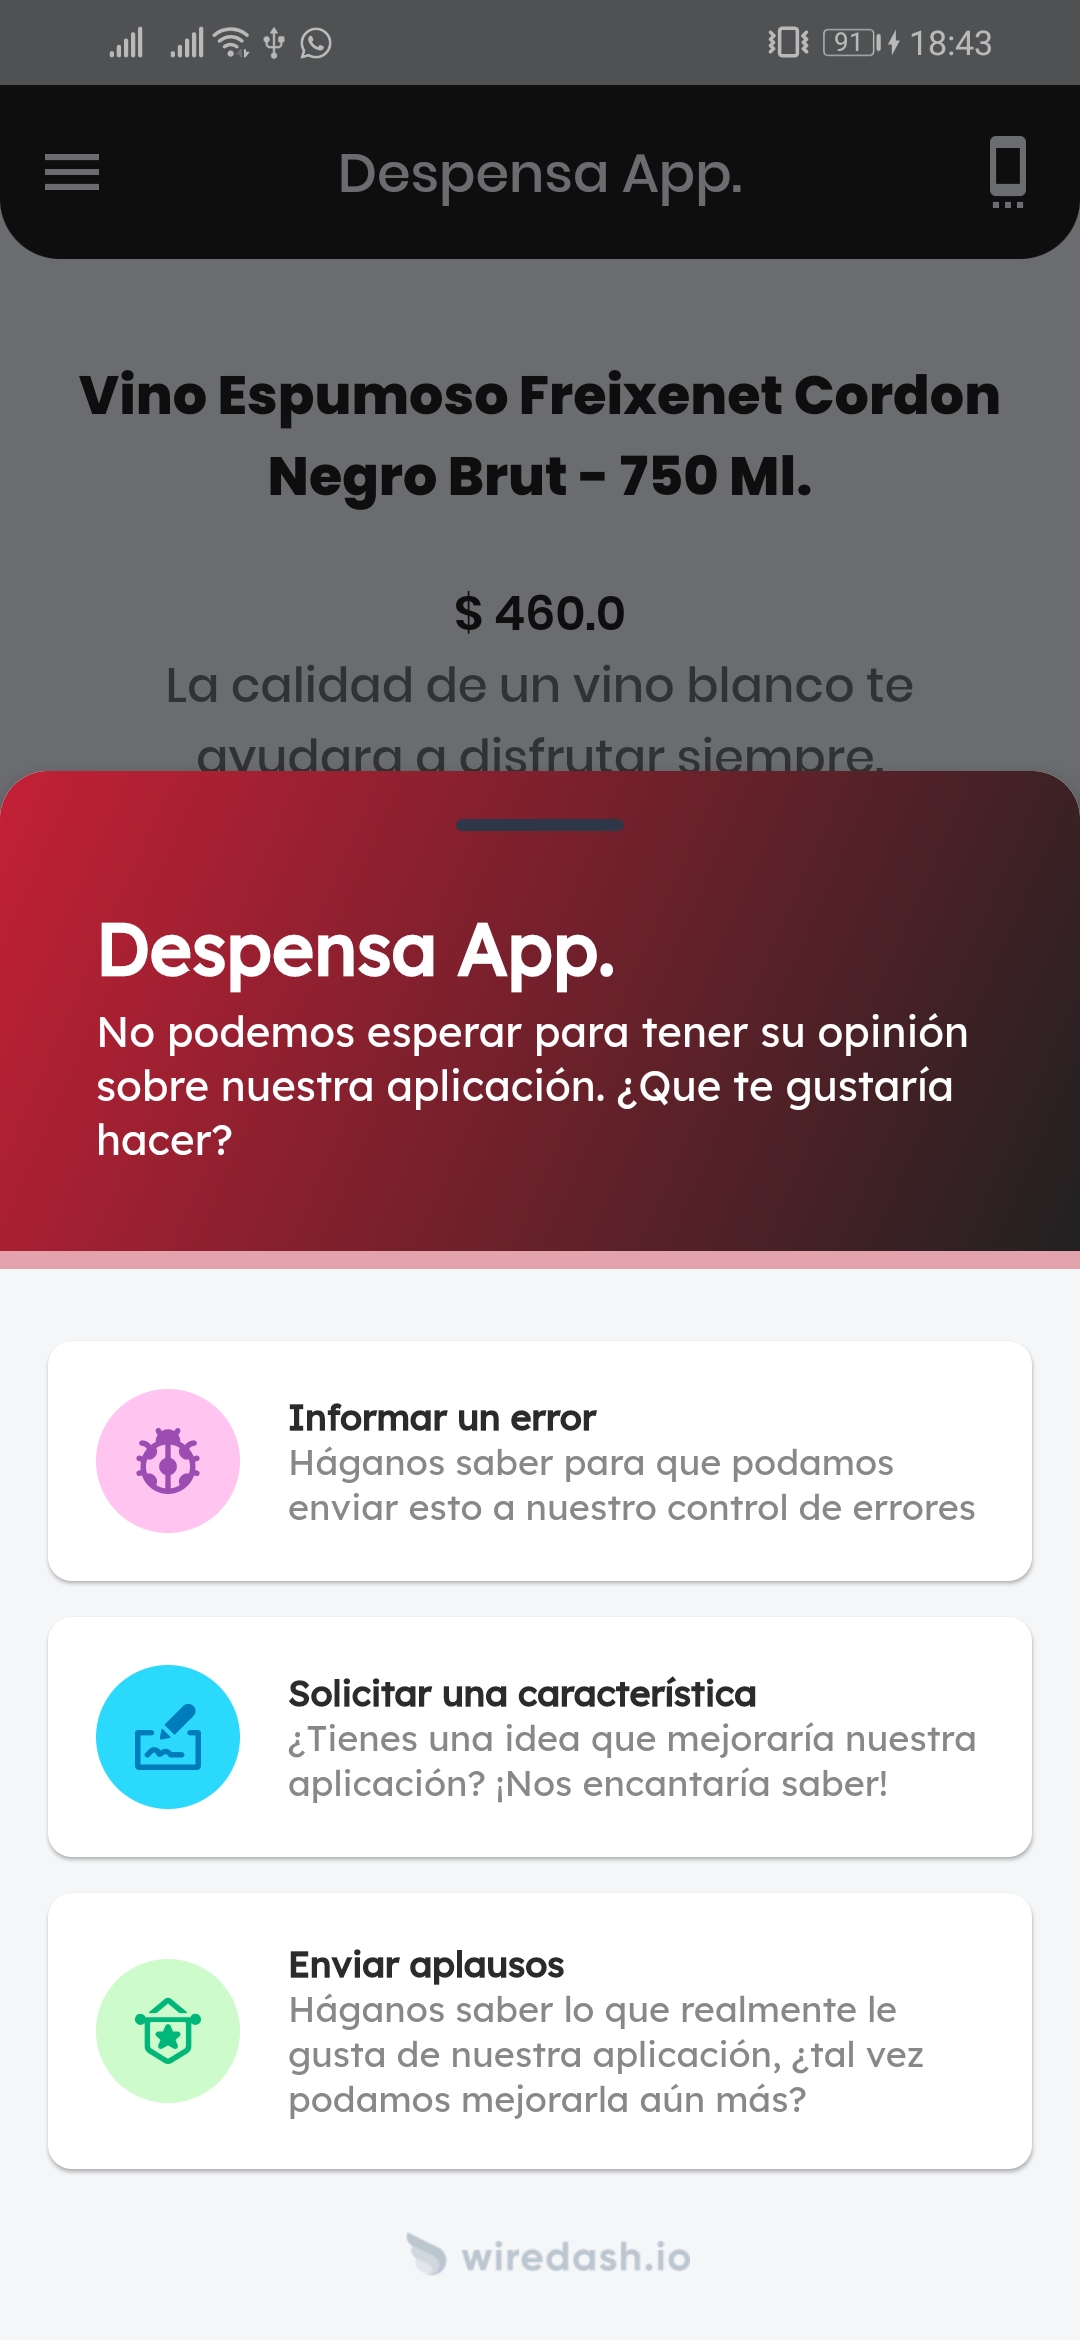 91 18:43
Despensa App.
Vino Espumoso Freixenet Cordon
Negro Brut - 750 Ml.
$ 460.0
La calidad de un vino blanco te
ayudara a disfrutar siempre.
Despensa App.
No podemos esperar para tener su opinión
sobre nuestra aplicación. ¿Que te gustaría
hacer?
Informar un error
Háganos saber para que podamos
enviar esto a nuestro control de errores
Solicitar una característica
¿Tienes una idea que mejoraría nuestra
aplicación? ¡Nos encantaría saber!
Enviar aplausos
Háganos saber lo que realmente le
gusta de nuestra aplicación, ¿tal vez
podamos mejorarla aún más?
wiredash.io